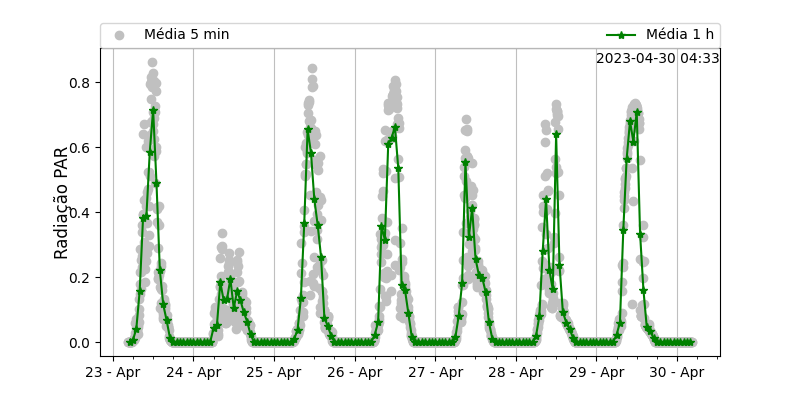 Média 5 min
Média 1 h
2023-04-30 04:33
Radiação PAR
0.8
0.6
0.4
0.2
0.0
23 - Apr
24 - Apr
25 - Apr
26 - Apr
27 - Apr
28 - Apr
29 - Apr
30 - Apr